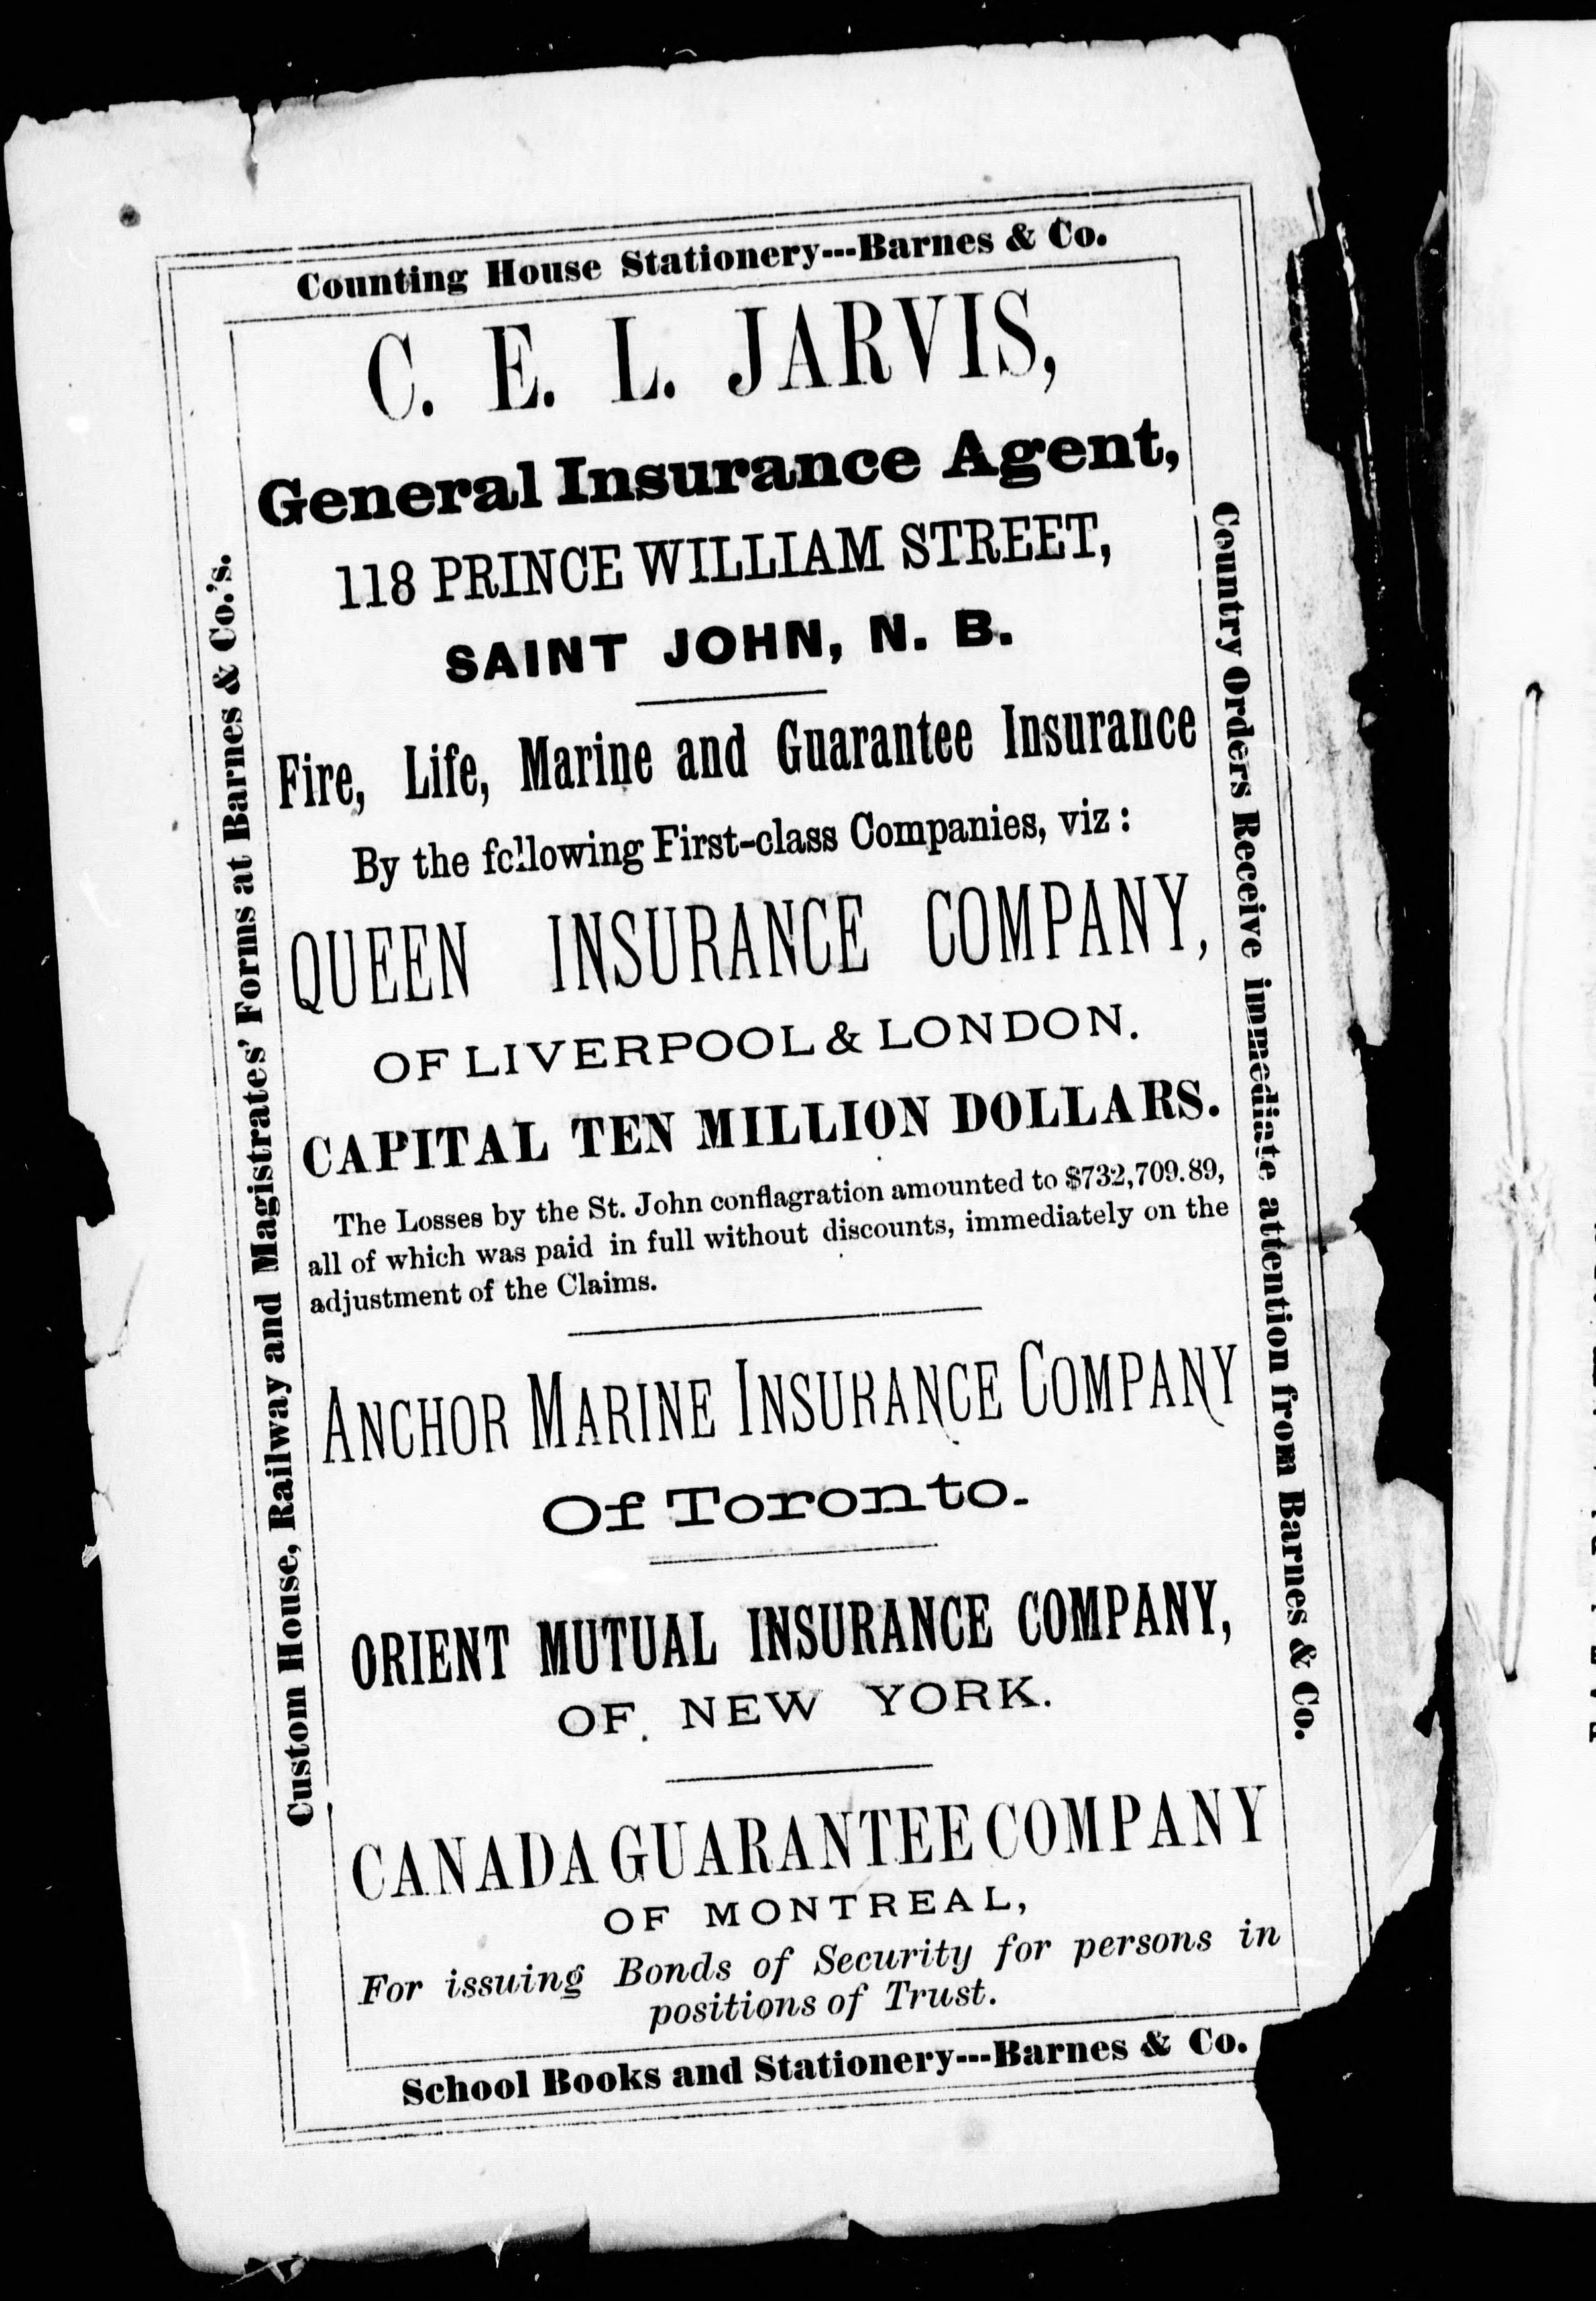 Counting House Stationery---Barnes & Co.
C. E. L. JARVIS,
General Insurance Agent,
118 PRINCE WILLIAM STREET,
SAINT JOHN, N. B.
Fire, Life, Marine and Guarantee Insurance
By the following First-class Companies, viz:
QUEEN INSURANCE COMPANY,
OF LIVERPOOL & LONDON.
CAPITAL TEN MILLION DOLLARS.
The Losses by the St. John conflagration amounted to $732,709.89,
all of which was paid in full without discounts, immediately on the
adjustment of the Claims.
ANCHOR MARINE INSURANCE COMPANY
Of Toronto.
ORIENT MUTUAL INSURANCE COMPANY,
OF NEW YORK.
CANADA GUARANTEE COMPANY
OF MONTREAL,
For issuing Bonds of Security for persons in
positions of Trust.
School Books and Stationery---Barnes & Co.
Custom House, Railway and Magistrates' Forms at Barnes & Co.'s.
Country Orders Receive immediate attention from Barnes & Co.